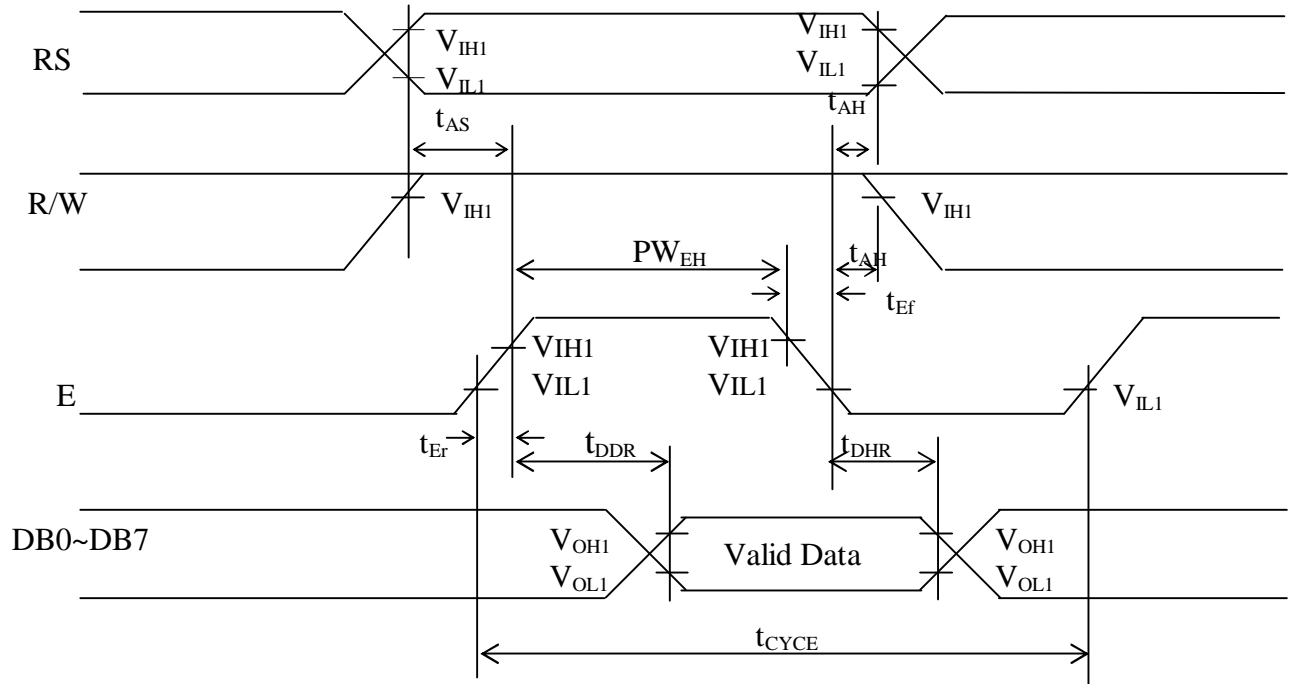 V_IH1 V_IH1
RS
V_IL1 V_IL1
t_AH
t_AS
R/W V_IH1 V_IH1
PW_EH t_AH
t_Ef
VIH1 VIH1
E VIL1 VIL1 V_IL1
t_Er t_DDR t_DHR
DB0~DB7 V_OH1 Valid Data V_OH1
V_OL1 V_OL1
t_CYCE